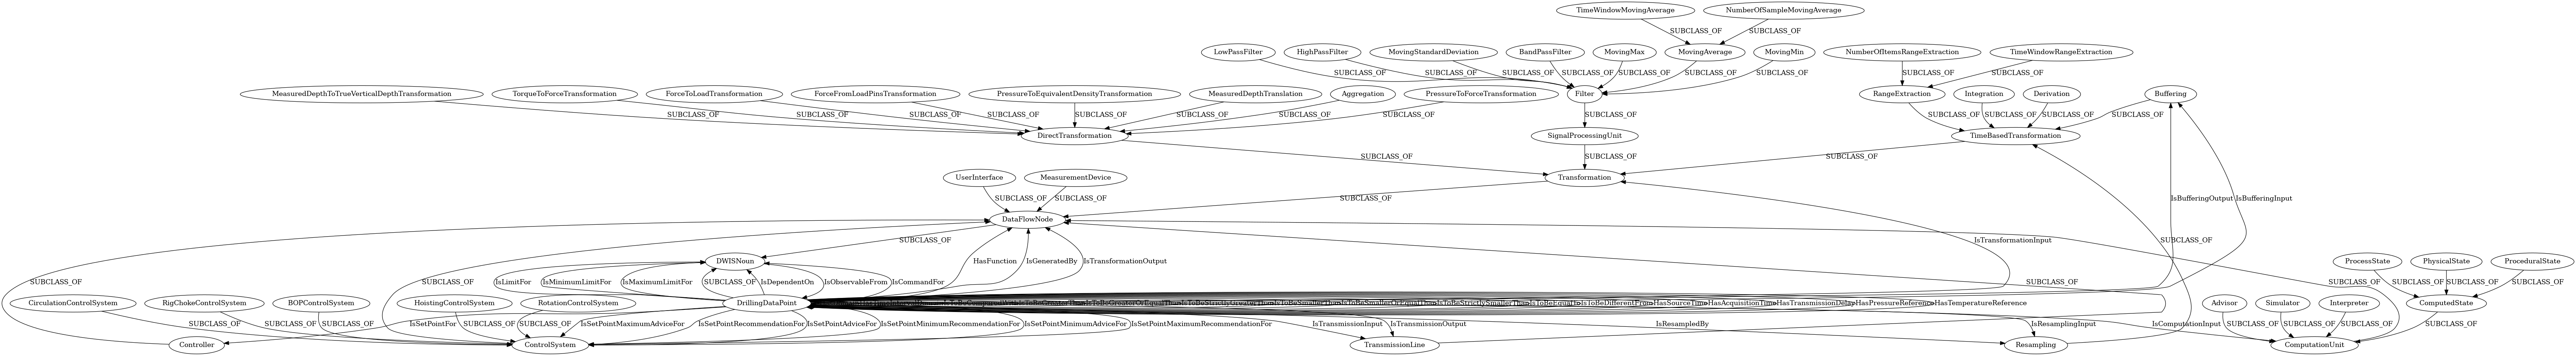 TimeWindowMovingAverage
NumberOfSampleMovingAverage
SUBCLASS_OF
SUBCLASS_OF
LowPassFilter
HighPassFilter
MovingStandardDeviation
BandPassFilter
MovingMax
MovingAverage
MovingMin
NumberOfItemsRangeExtraction
TimeWindowRangeExtraction
SUBCLASS_OF
SUBCLASS_OF
SUBCLASS_OF
SUBCLASS_OF
SUBCLASS_OF
SUBCLASS_OF
SUBCLASS_OF
SUBCLASS_OF
SUBCLASS_OF
MeasuredDepthToTrueVerticalDepthTransformation
TorqueToForceTransformation
ForceToLoadTransformation
ForceFromLoadPinsTransformation
PressureToEquivalentDensityTransformation
MeasuredDepthTranslation
Aggregation
PressureToForceTransformation
Filter
RangeExtraction
Integration
Derivation
Buffering
SUBCLASS_OF
SUBCLASS_OF
SUBCLASS_OF
SUBCLASS_OF
SUBCLASS_OF
SUBCLASS_OF
SUBCLASS_OF
SUBCLASS_OF
SUBCLASS_OF
SUBCLASS_OF
SUBCLASS_OF
SUBCLASS_OF
SUBCLASS_OF
DirectTransformation
SignalProcessingUnit
TimeBasedTransformation
SUBCLASS_OF
SUBCLASS_OF
SUBCLASS_OF
UserInterface
MeasurementDevice
Transformation
SUBCLASS_OF
SUBCLASS_OF
SUBCLASS_OF
IsBufferingOutput
IsBufferingInput
DataFlowNode
SUBCLASS_OF
IsTransformationInput
SUBCLASS_OF
DWISNoun
HasFunction
IsGeneratedBy
IsTransformationOutput
ProcessState
PhysicalState
ProceduralState
SUBCLASS_OF
SUBCLASS_OF
IsLimitFor
IsMinimumLimitFor
IsMaximumLimitFor
SUBCLASS_OF
IsDependentOn
IsObservableFrom
IsCommandFor
SUBCLASS_OF
SUBCLASS_OF
SUBCLASS_OF
SUBCLASS_OF
SUBCLASS_OF
CirculationControlSystem
RigChokeControlSystem
BOPControlSystem
HoistingControlSystem
RotationControlSystem
DrillingDataPoint
IsToBeStrictlySmallerThan
IsToBeEqualTo
IsToBeDifferentFrom
HasSourceTime
HasAcquisitionTime
HasTransmissionDelay
HasPressureReference
HasTemperatureReference
Advisor
Simulator
Interpreter
ComputedState
SUBCLASS_OF
SUBCLASS_OF
SUBCLASS_OF
SUBCLASS_OF
SUBCLASS_OF
IsSetPointFor
IsSetPointMaximumAdviceFor
IsSetPointRecommendationFor
IsSetPointAdviceFor
IsSetPointMinimumRecommendationFor
IsSetPointMinimumAdviceFor
IsSetPointMaximumRecommendationFor
IsTransmissionInput
IsTransmissionOutput
IsResampledBy
IsResamplingInput
IsComputationInput
SUBCLASS_OF
SUBCLASS_OF
SUBCLASS_OF
SUBCLASS_OF
Controller
ControlSystem
TransmissionLine
Resampling
ComputationUnit